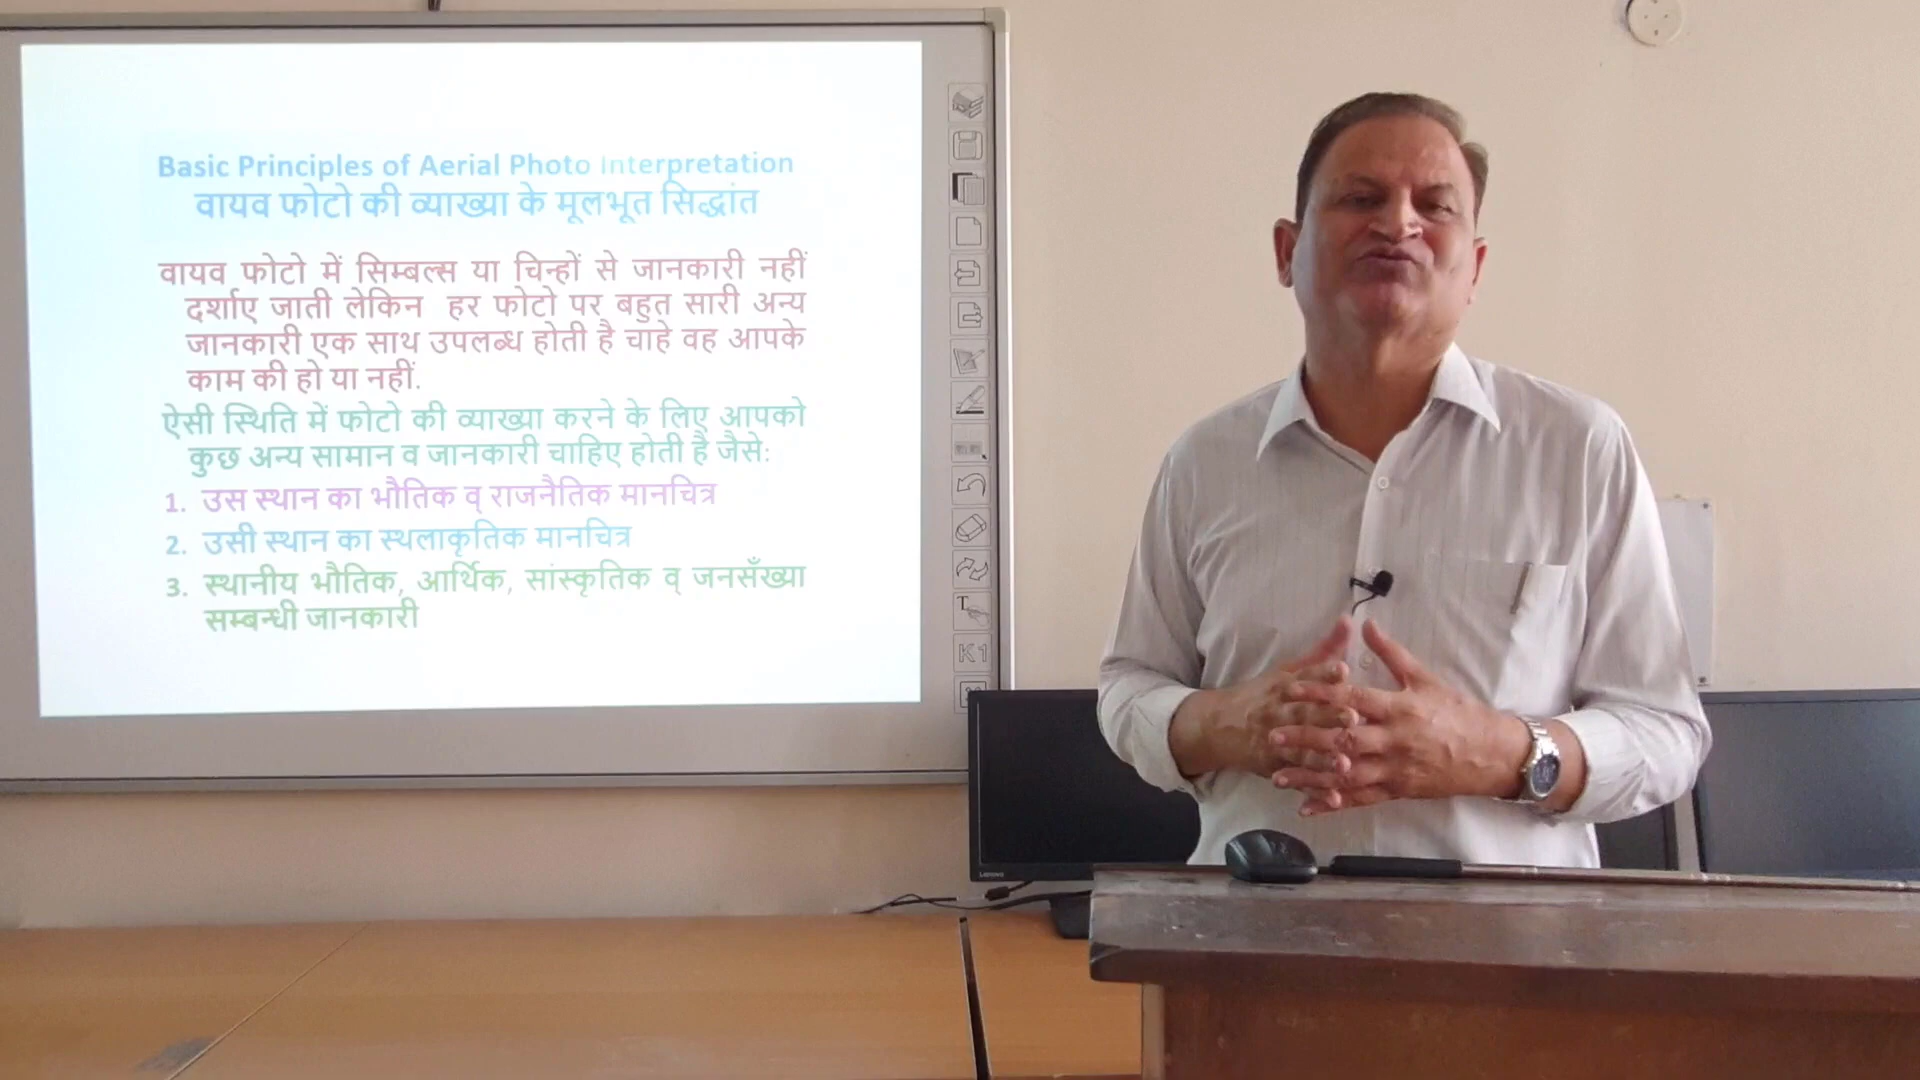 Basic Principles of Aerial Photo Interpretation
वायव फोटो की व्याख्या के मूलभूत सिद्धांत
वायव फोटो में सिम्बल्स या चिन्हों से जानकारी नहीं
दर्शाए जाती लेकिन हर फोटो पर बहुत सारी अन्य
जानकारी एक साथ उपलब्ध होती है चाहे वह आपके
काम की हो या नहीं.
ऐसी स्थिति में फोटो की व्याख्या करने के लिए आपको
कुछ अन्य सामान व जानकारी चाहिए होती है जैसे:
1. उस स्थान का भौतिक व् राजनैतिक मानचित्र
2. उसी स्थान का स्थलाकृतिक मानचित्र
3. स्थानीय भौतिक, आर्थिक, सांस्कृतिक व् जनसँख्या
सम्बन्धी जानकारी
T
K1
Lenovo